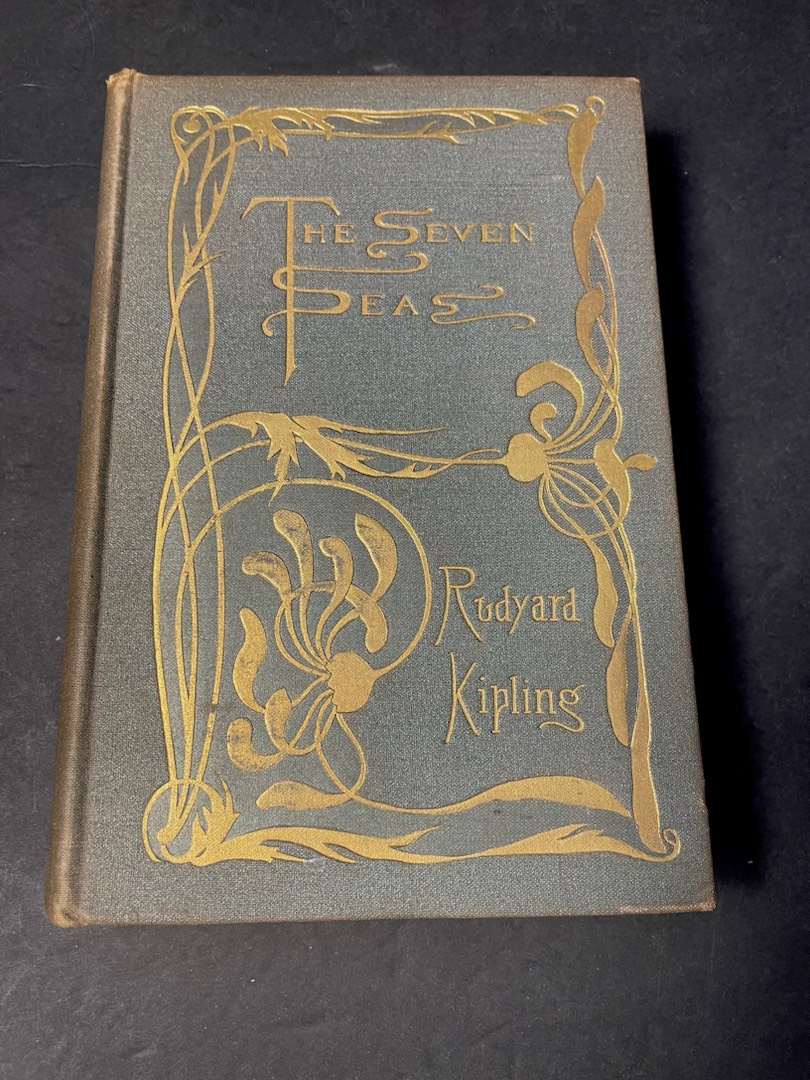 The Seven
Seas
Rudyard
Kipling